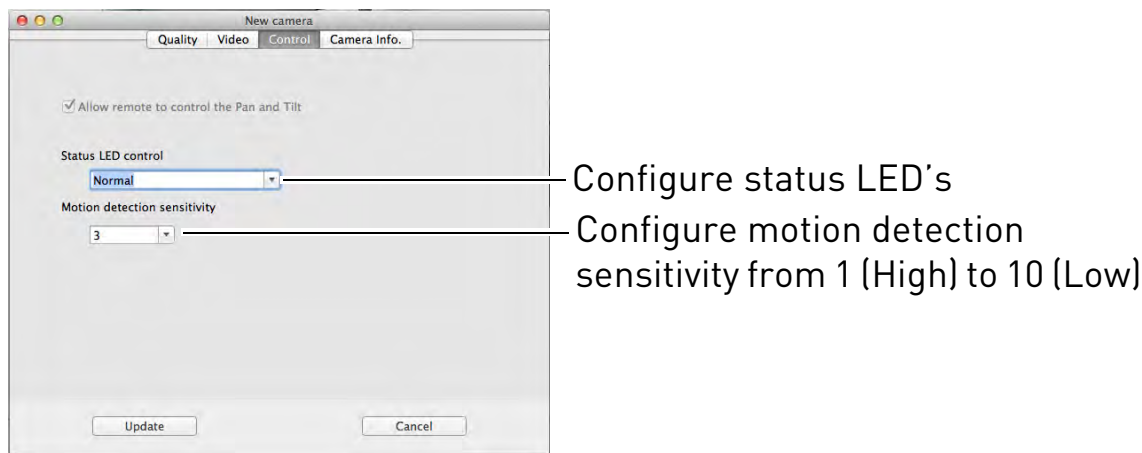 New camera
Quality Video Control Camera Info.
Allow remote to control the Pan and Tilt
Status LED control
Normal
Configure status LED's
Motion detection sensitivity
3
Configure motion detection
sensitivity from 1 (High) to 10 (Low)
Update Cancel